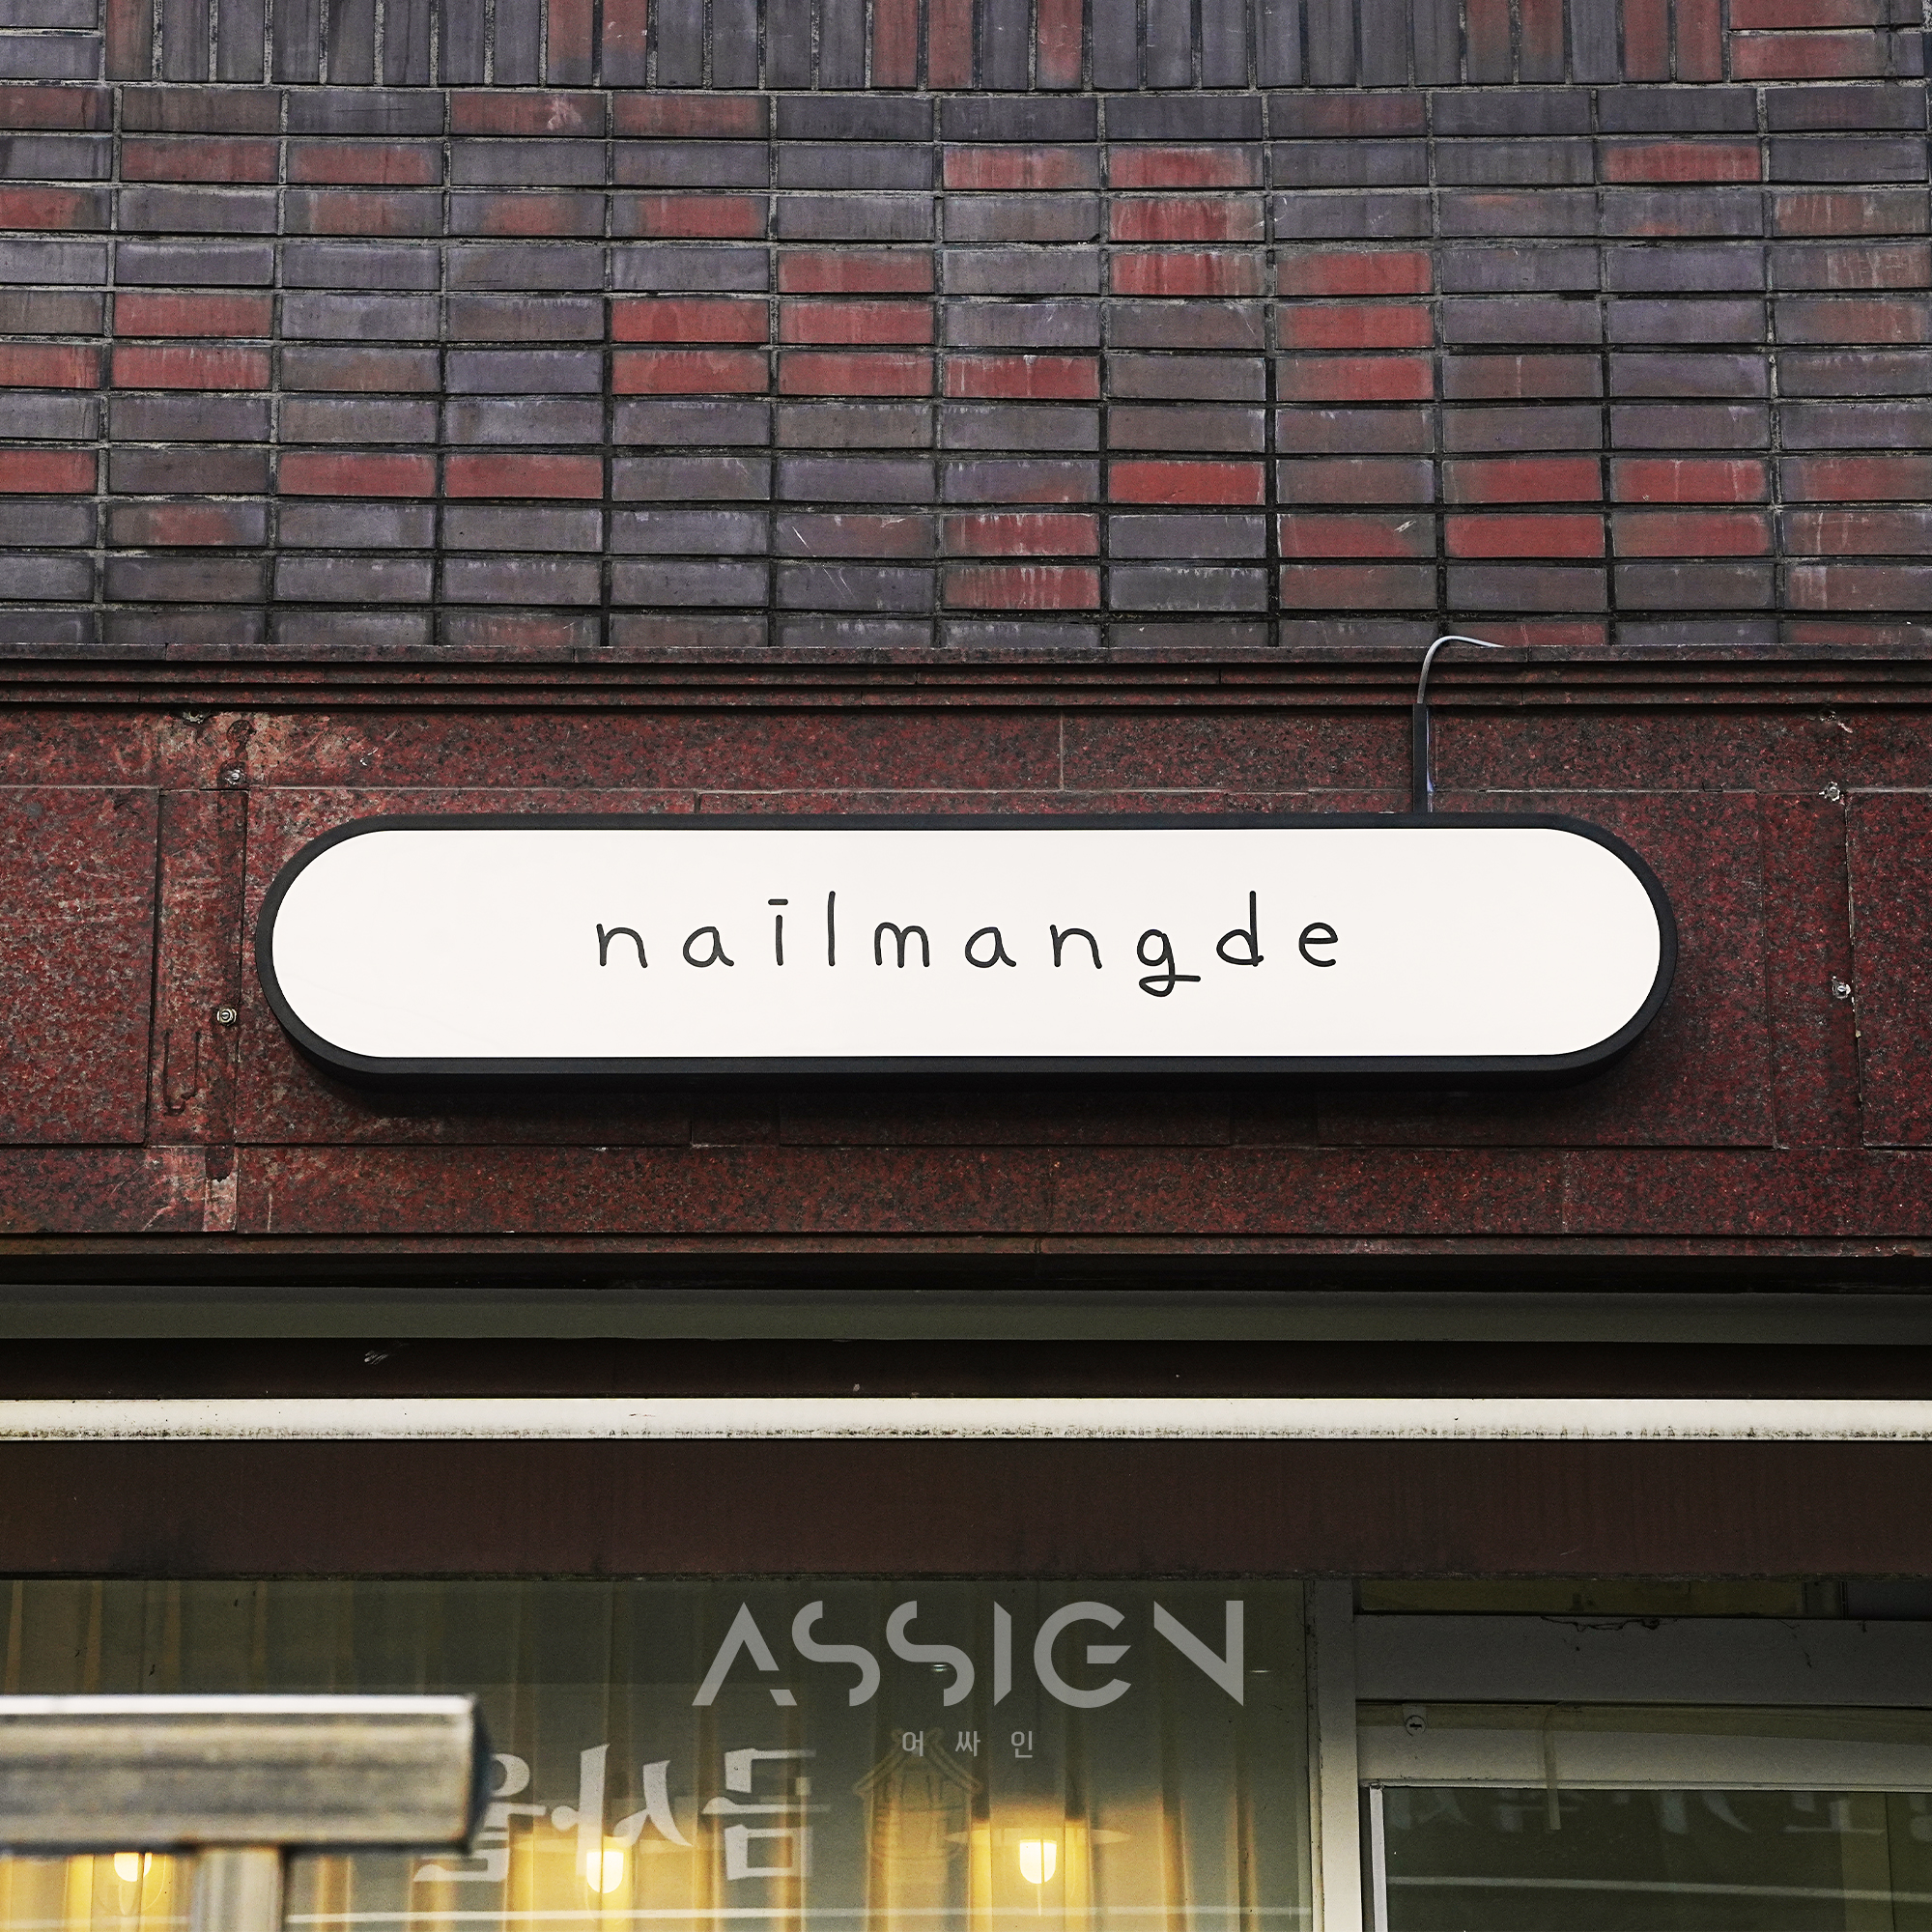 nailmangde
ASSIGN
어싸인